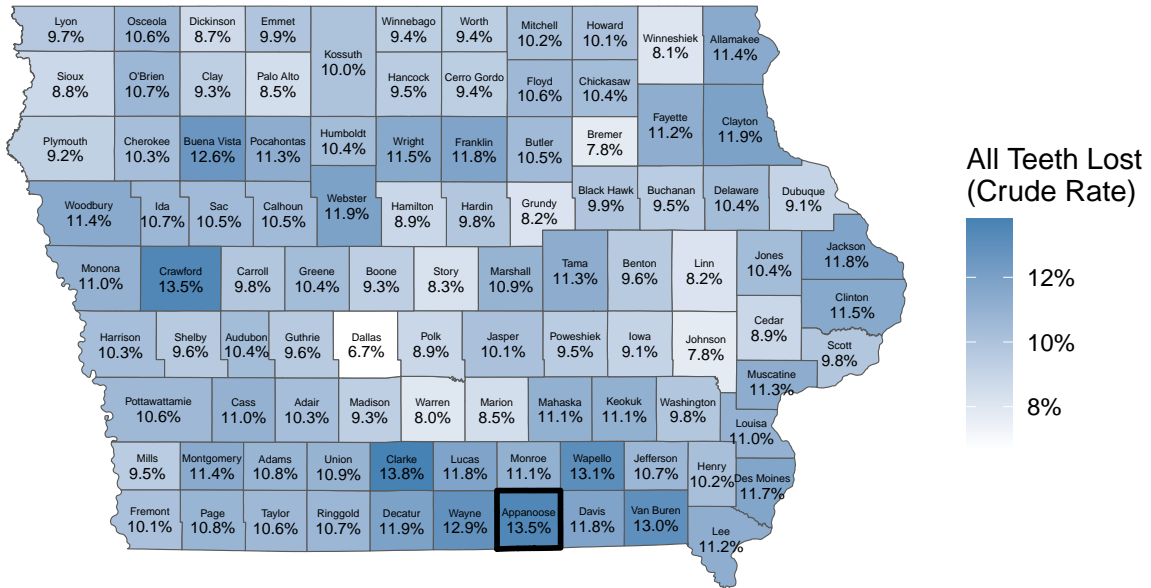 Lyon
9.7%
Osceola
10.6%
Dickinson
8.7%
Emmet
9.9%
Kossuth
10.0%
Winnebago
9.4%
Worth
9.4%
Mitchell
10.2%
Howard
10.1%
Winneshiek
8.1%
Allamakee
11.4%
Sioux
8.8%
O'Brien
10.7%
Clay
9.3%
Palo Alto
8.5%
Hancock
9.5%
Cerro Gordo
9.4%
Floyd
10.6%
Chickasaw
10.4%
Fayette
11.2%
Clayton
11.9%
Plymouth
9.2%
Cherokee
10.3%
Buena Vista
12.6%
Pocahontas
11.3%
Humboldt
10.4%
Wright
11.5%
Franklin
11.8%
Butler
10.5%
Bremer
7.8%
Woodbury
11.4%
Ida
10.7%
Sac
10.5%
Calhoun
10.5%
Webster
11.9%
Hamilton
8.9%
Hardin
9.8%
Grundy
8.2%
Black Hawk
9.9%
Buchanan
9.5%
Delaware
10.4%
Dubuque
9.1%
Monona
11.0%
Crawford
13.5%
Carroll
9.8%
Greene
10.4%
Boone
9.3%
Story
8.3%
Marshall
10.9%
Tama
11.3%
Benton
9.6%
Linn
8.2%
Jones
10.4%
Jackson
11.8%
Clinton
11.5%
Harrison
10.3%
Shelby
9.6%
Audubon
10.4%
Guthrie
9.6%
Dallas
6.7%
Polk
8.9%
Jasper
10.1%
Poweshiek
9.5%
Iowa
9.1%
Johnson
7.8%
Cedar
8.9%
Scott
9.8%
Muscatine
11.3%
Pottawattamie
10.6%
Cass
11.0%
Adair
10.3%
Madison
9.3%
Warren
8.0%
Marion
8.5%
Mahaska
11.1%
Keokuk
11.1%
Washington
9.8%
Louisa
11.0%
Mills
9.5%
Montgomery
11.4%
Adams
10.8%
Union
10.9%
Clarke
13.8%
Lucas
11.8%
Monroe
11.1%
Wapello
13.1%
Jefferson
10.7%
Henry
10.2%
Des Moines
11.7%
Fremont
10.1%
Page
10.8%
Taylor
10.6%
Ringgold
10.7%
Decatur
11.9%
Wayne
12.9%
Appanoose
13.5%
Davis
11.8%
Van Buren
13.0%
Lee
11.2%
All Teeth Lost
(Crude Rate)
12%
10%
8%